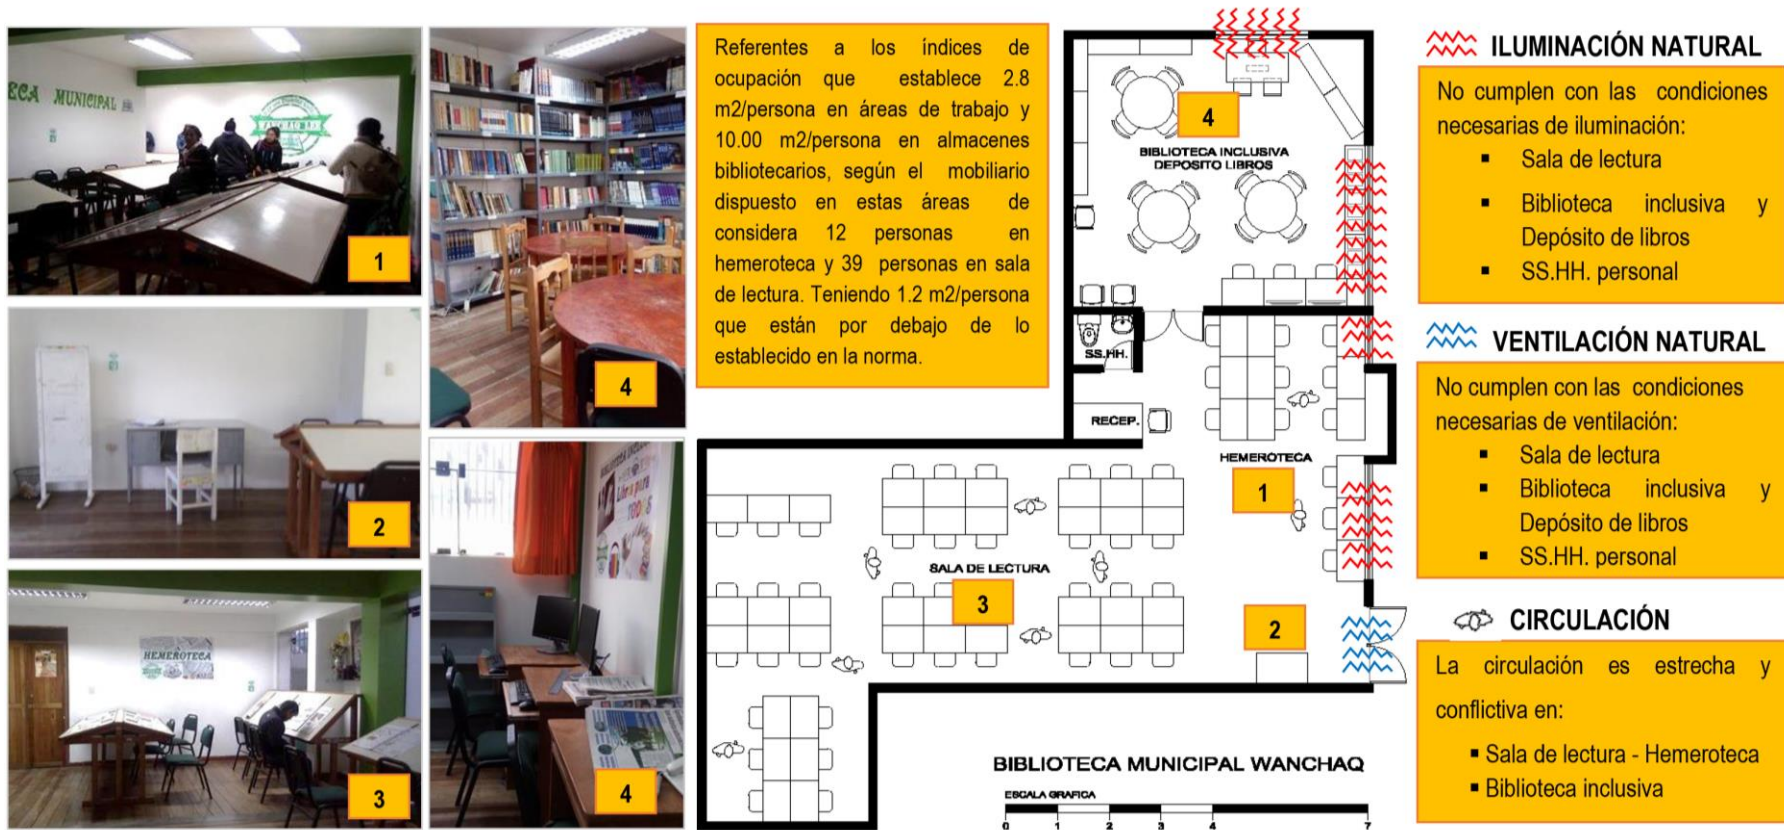 ECA MUNICIPAL
WANCHAQ LEE
1
2
HEMEROTECA
3
4
BIBLIOTECA INCLUSIVA
Libros para
TODOS
4
Referentes a los índices de
ocupación que establece 2.8
m2/persona en áreas de trabajo y
10.00 m2/persona en almacenes
bibliotecarios, según el mobiliario
dispuesto en estas áreas de
considera 12 personas en
hemeroteca y 39 personas en sala
de lectura. Teniendo 1.2 m2/persona
que están por debajo de lo
establecido en la norma.
4
BIBLIOTECA INCLUSIVA
DEPOSITO LIBROS
SS.HH.
RECEP.
HEMEROTECA
1
SALA DE LECTURA
3
2
BIBLIOTECA MUNICIPAL WANCHAQ
ESCALA GRAFICA
0 1 2 3 4 7
ILUMINACIÓN NATURAL
No cumplen con las condiciones
necesarias de iluminación:
▪ Sala de lectura
▪ Biblioteca inclusiva y
Depósito de libros
▪ SS.HH. personal
VENTILACIÓN NATURAL
No cumplen con las condiciones
necesarias de ventilación:
▪ Sala de lectura
▪ Biblioteca inclusiva y
Depósito de libros
▪ SS.HH. personal
CIRCULACIÓN
La circulación es estrecha y
conflictiva en:
▪ Sala de lectura - Hemeroteca
▪ Biblioteca inclusiva